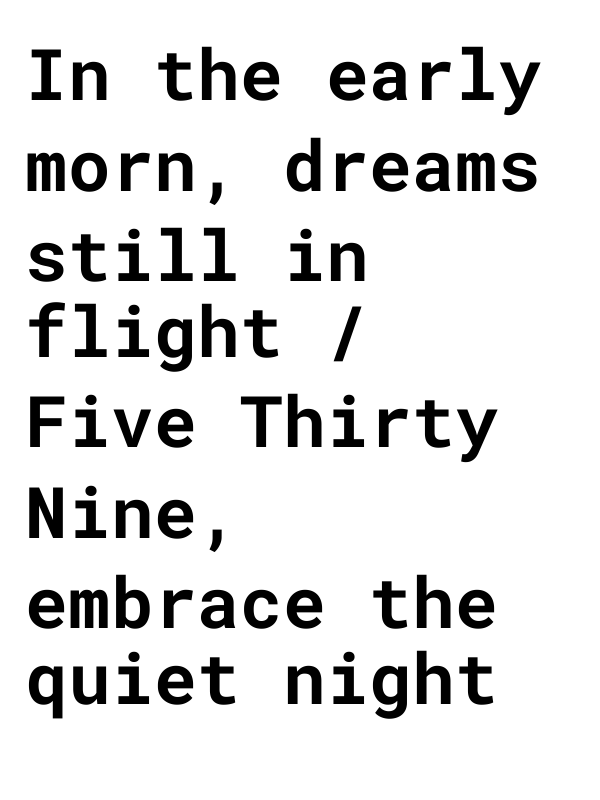 In the early
morn, dreams
still in
flight /
Five Thirty
Nine,
embrace the
quiet night